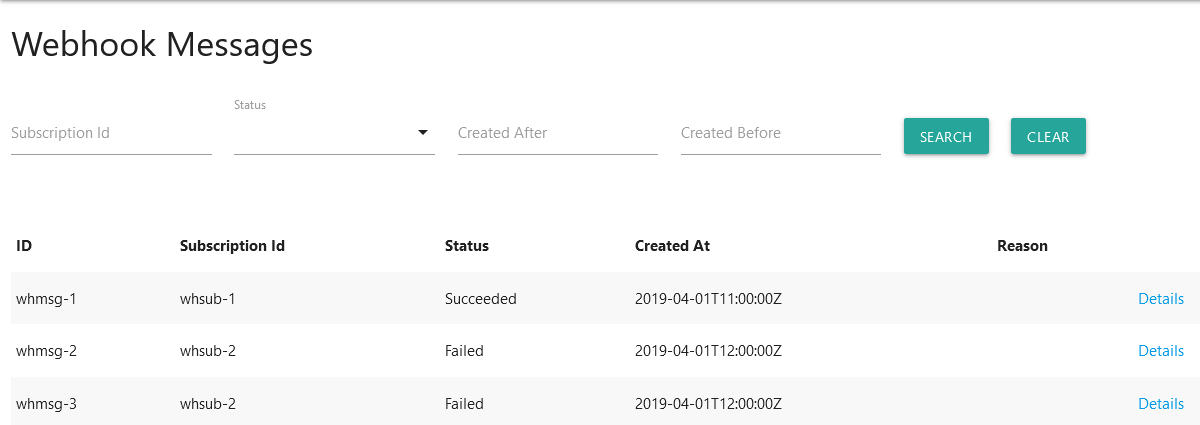 Webhook Messages
Status
Subscription Id Created After Created Before SEARCH CLEAR
ID Subscription Id Status Created At Reason
whmsg-1 whsub-1 Succeeded 2019-04-01T11:00:00Z Details
whmsg-2 whsub-2 Failed 2019-04-01T12:00:00Z Details
whmsg-3 whsub-2 Failed 2019-04-01T12:00:00Z Details